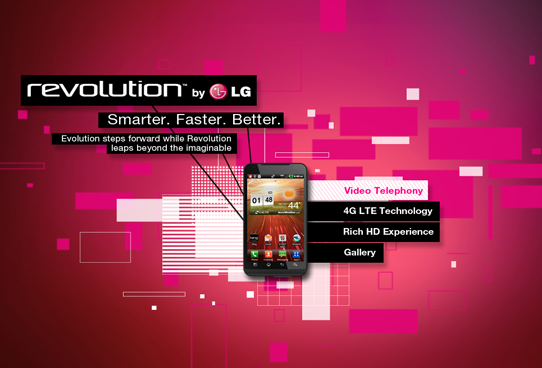 revolution™ by LG
Smarter. Faster. Better.
Evolution steps forward while Revolution
leaps beyond the imaginable
01 48
44°
Video Telephony
4G LTE Technology
Rich HD Experience
Gallery